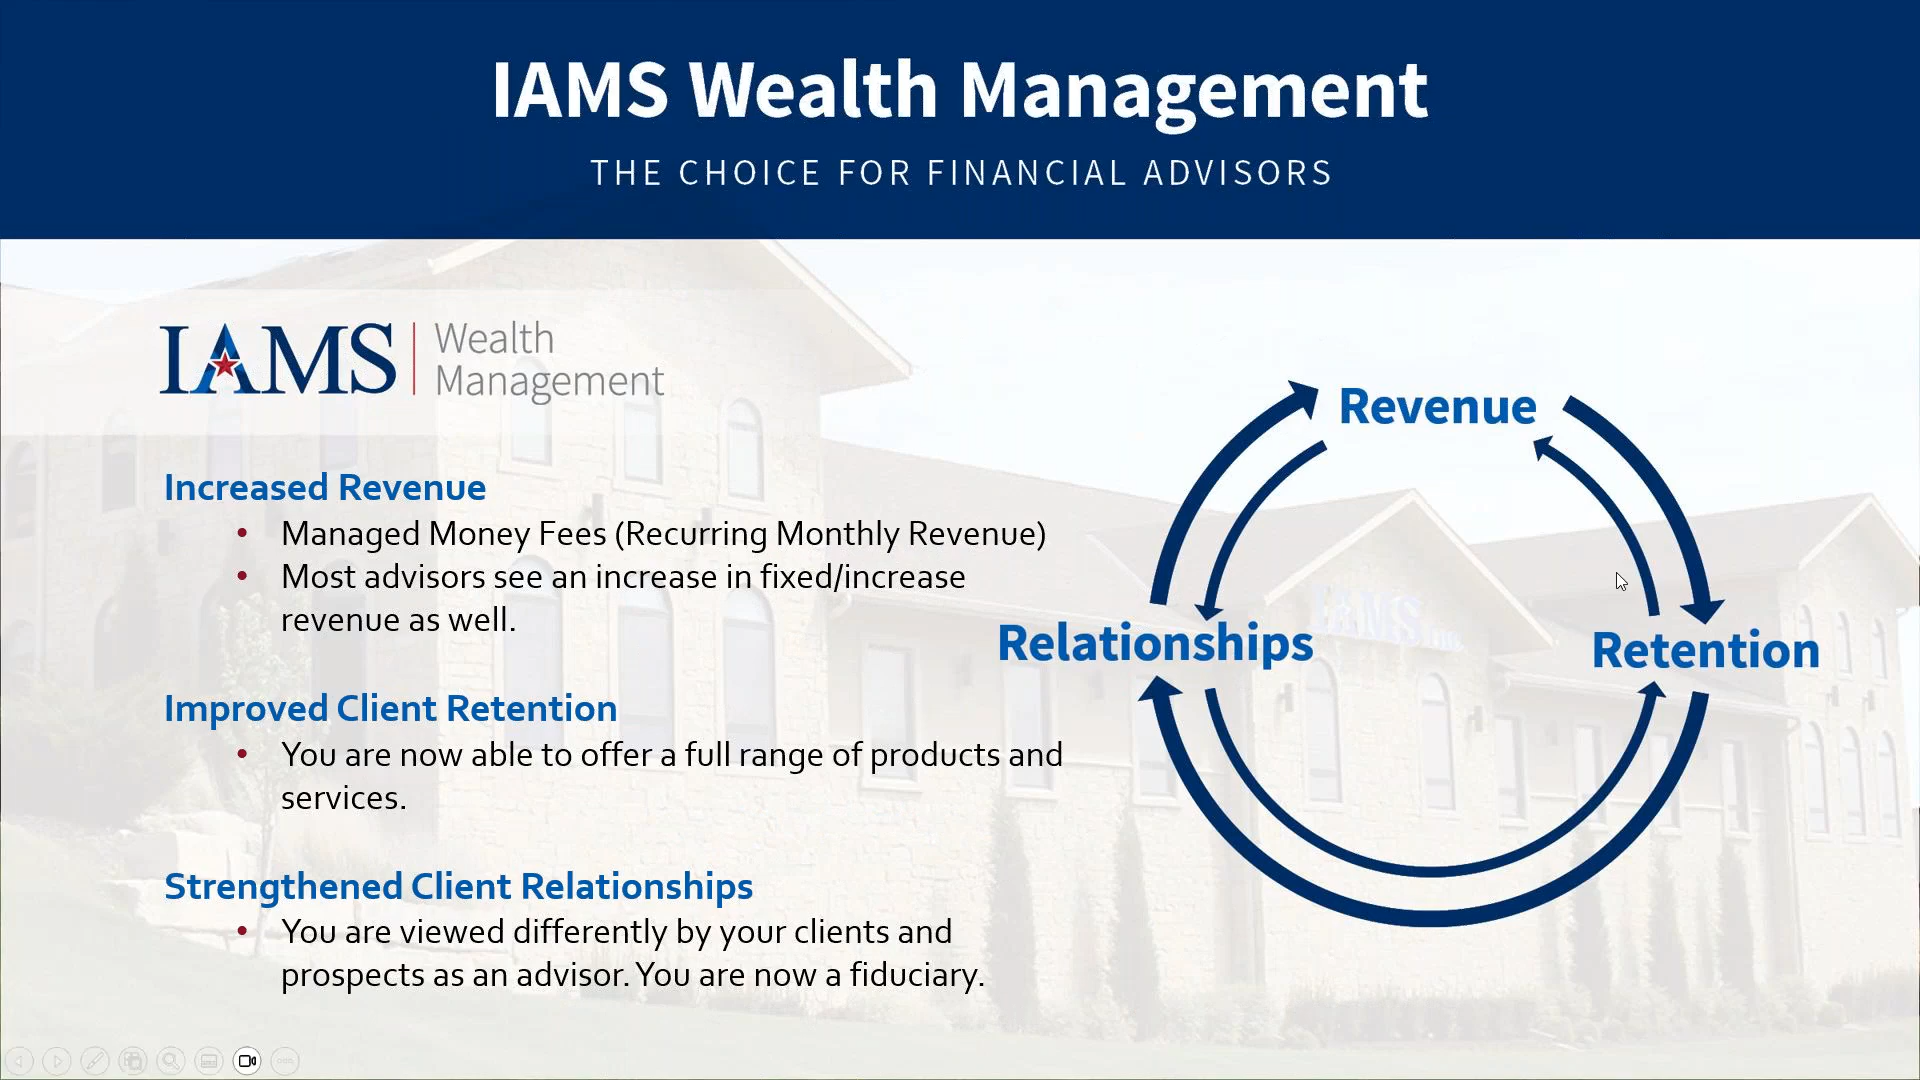 IAMS Wealth Management
THE CHOICE FOR FINANCIAL ADVISORS
IAMS Wealth
Management
Increased Revenue
• Managed Money Fees (Recurring Monthly Revenue)
• Most advisors see an increase in fixed/increase
revenue as well.
Improved Client Retention
• You are now able to offer a full range of products and
services.
Strengthened Client Relationships
• You are viewed differently by your clients and
prospects as an advisor. You are now a fiduciary.
Revenue
Relationships
Retention
IAMS Inc.